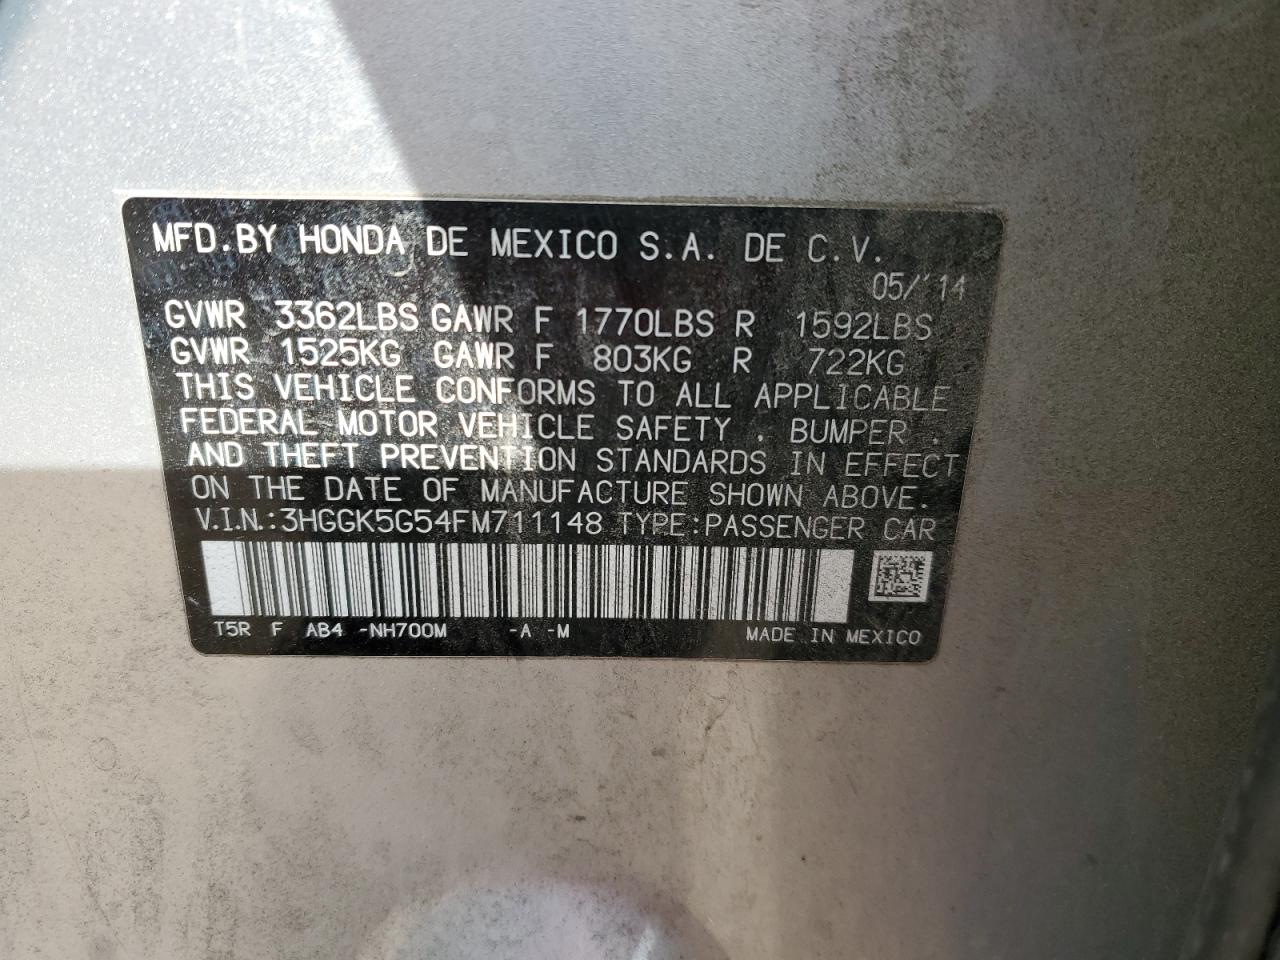 MFD.BY HONDA DE MEXICO S.A. DE C.V.
05/'14
GVWR 3362LBS GAWR F 1770LBS R 1592LBS
GVWR 1525KG GAWR F 803KG R 722KG
THIS VEHICLE CONFORMS TO ALL APPLICABLE
FEDERAL MOTOR VEHICLE SAFETY , BUMPER ,
AND THEFT PREVENTION STANDARDS IN EFFECT
ON THE DATE OF MANUFACTURE SHOWN ABOVE.
V.I.N.:3HGGK5G54FM711148 TYPE:PASSENGER CAR
T5R F AB4 -NH700M -A -M MADE IN MEXICO